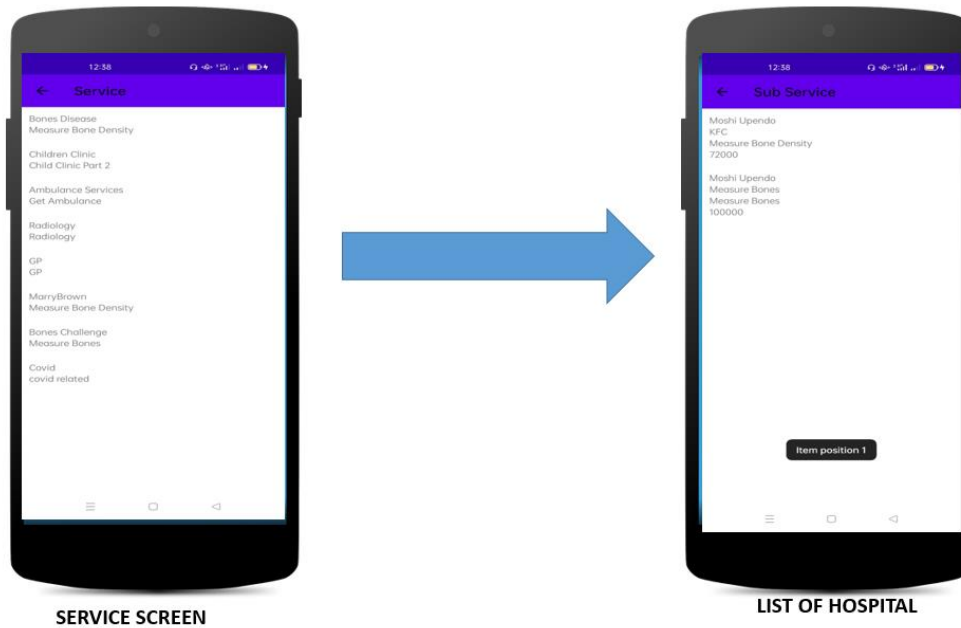 12:38
Service
Bones Disease
Measure Bone Density
Children Clinic
Child Clinic Part 2
Ambulance Services
Get Ambulance
Radiology
Radiology
GP
GP
MarryBrown
Measure Bone Density
Bones Challenge
Measure Bones
Covid
covid related
SERVICE SCREEN
12:38
Sub Service
Moshi Upendo
KFC
Measure Bone Density
72000
Moshi Upendo
Measure Bones
Measure Bones
100000
Item position 1
LIST OF HOSPITAL